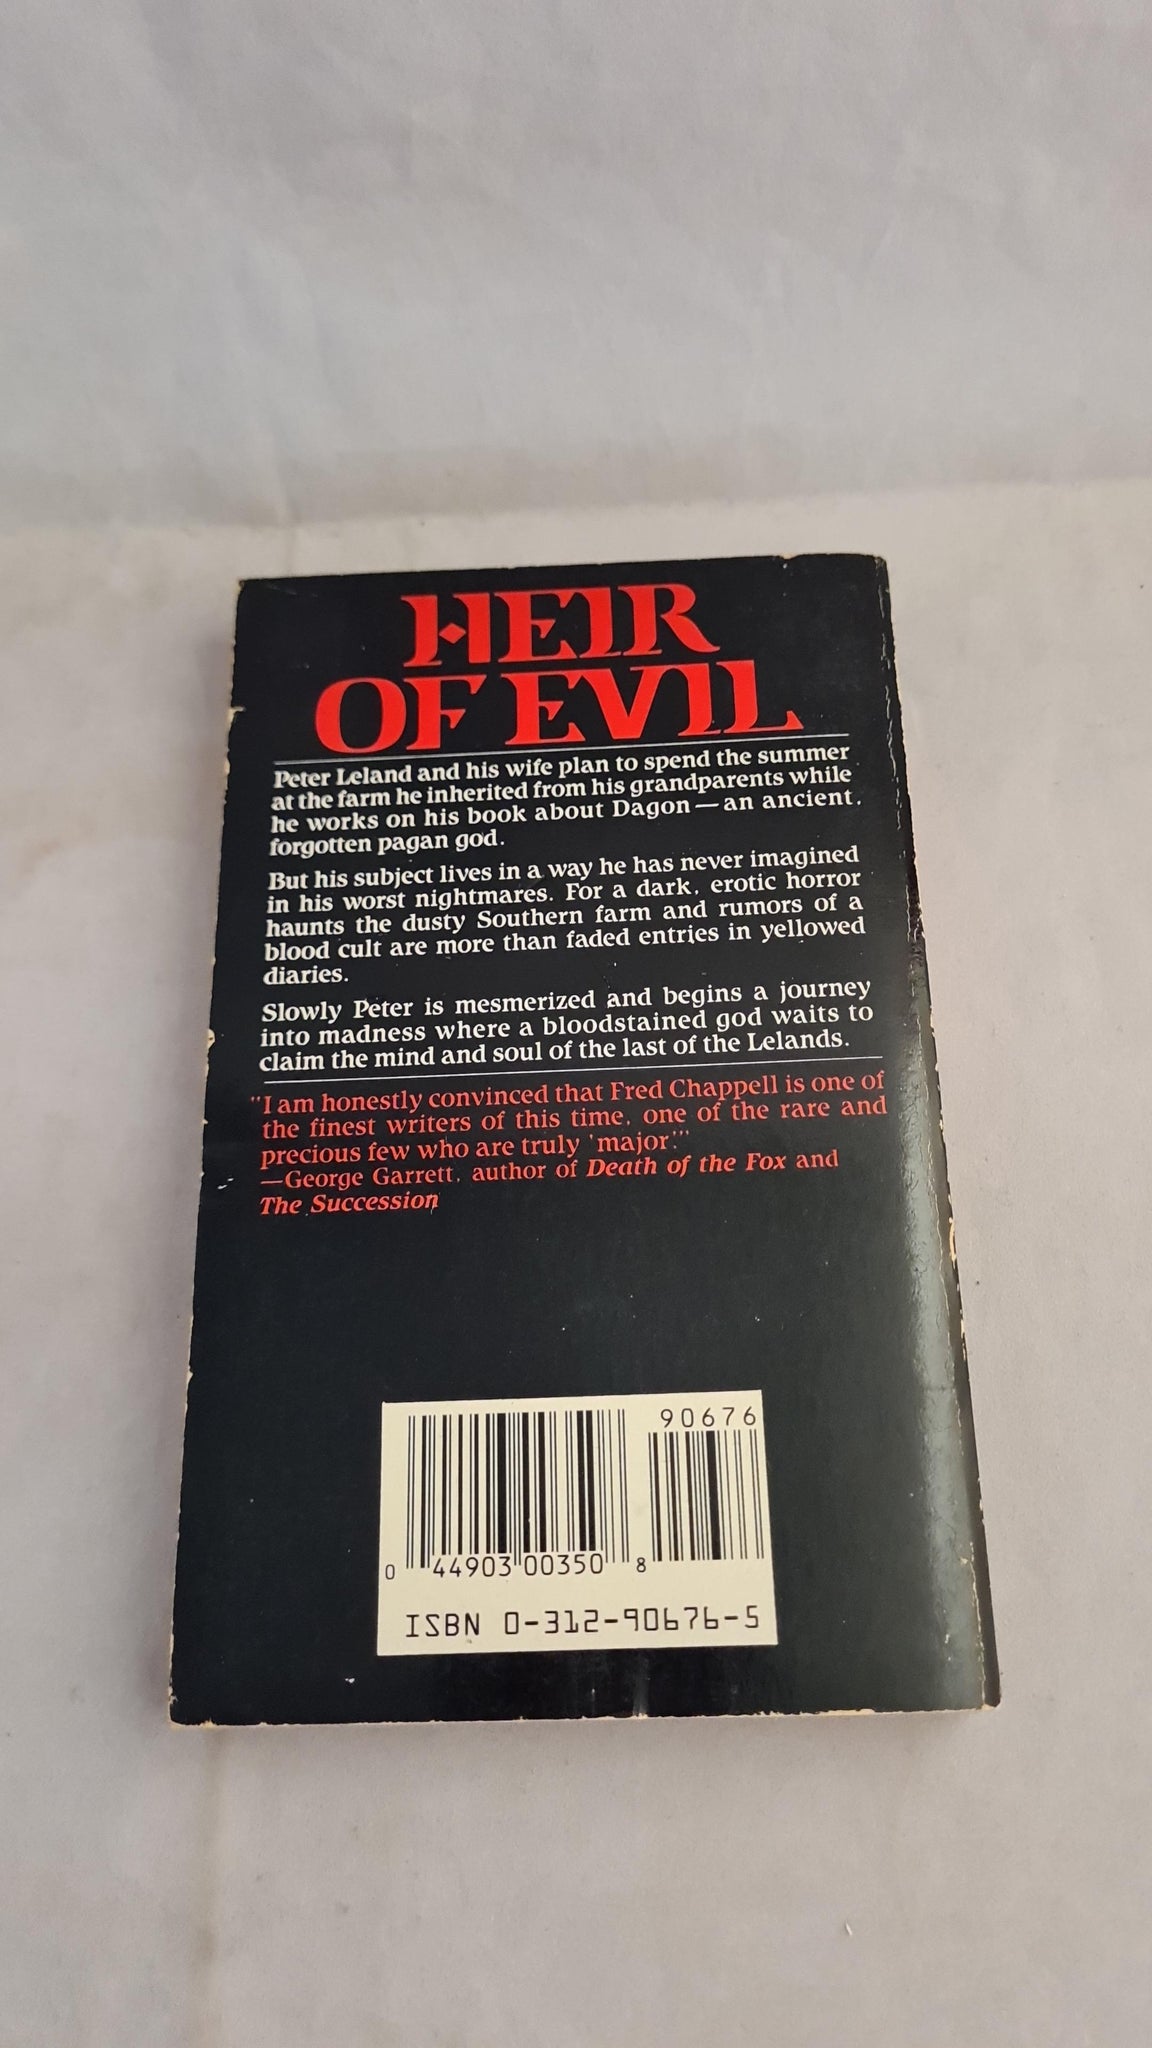 HEIR
OF EVIL
Peter Leland and his wife plan to spend the summer
at the farm he inherited from his grandparents while
he works on his book about Dagon — an ancient,
forgotten pagan god.
But his subject lives in a way he has never imagined
in his worst nightmares. For a dark, erotic horror
haunts the dusty Southern farm and rumors of a
blood cult are more than faded entries in yellowed
diaries.
Slowly Peter is mesmerized and begins a journey
into madness where a bloodstained god waits to
claim the mind and soul of the last of the Lelands.
"I am honestly convinced that Fred Chappell is one of
the finest writers of this time, one of the rare and
precious few who are truly 'major.'"
—George Garrett, author of Death of the Fox and
The Succession
90676
0 44903 00350 8
ISBN 0-312-90676-5